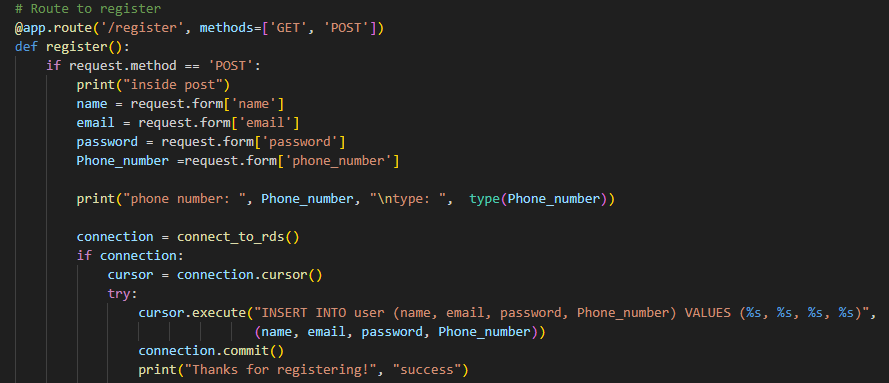 # Route to register
@app.route('/register', methods=['GET', 'POST'])
def register():
    if request.method == 'POST':
        print("inside post")
        name = request.form['name']
        email = request.form['email']
        password = request.form['password']
        Phone_number =request.form['phone_number']

        print("phone number: ", Phone_number, "\ntype: ",  type(Phone_number))

        connection = connect_to_rds()
        if connection:
            cursor = connection.cursor()
            try:
                cursor.execute("INSERT INTO user (name, email, password, Phone_number) VALUES (%s, %s, %s, %s)",
                               (name, email, password, Phone_number))
                connection.commit()
                print("Thanks for registering!", "success")